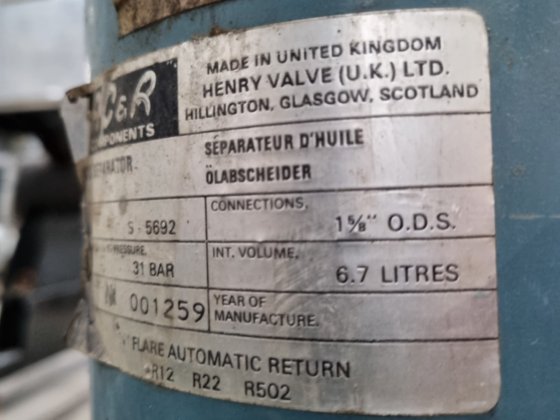 C&R
MADE IN UNITED KINGDOM
HENRY VALVE (U.K.) LTD.
HILLINGTON, GLASGOW, SCOTLAND
SÉPARATEUR D'HUILE
ÖLABSCHEIDER
S - 5692
CONNECTIONS.
1⅝" O.D.S.
PRESSURE.
31 BAR
INT. VOLUME.
6.7 LITRES
001259
YEAR OF
MANUFACTURE.
FLARE AUTOMATIC RETURN
R12 R22 R502